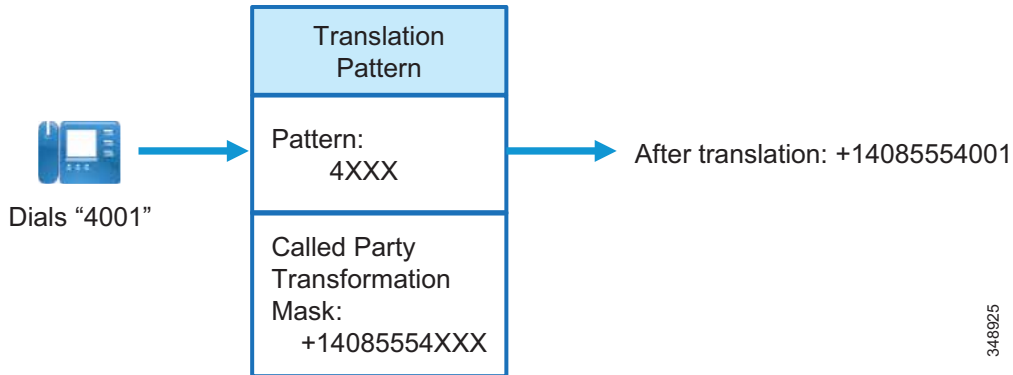 Translation
Pattern
Pattern:
4XXX
After translation: +14085554001
Dials “4001”
Called Party
Transformation
Mask:
+14085554XXX
348925